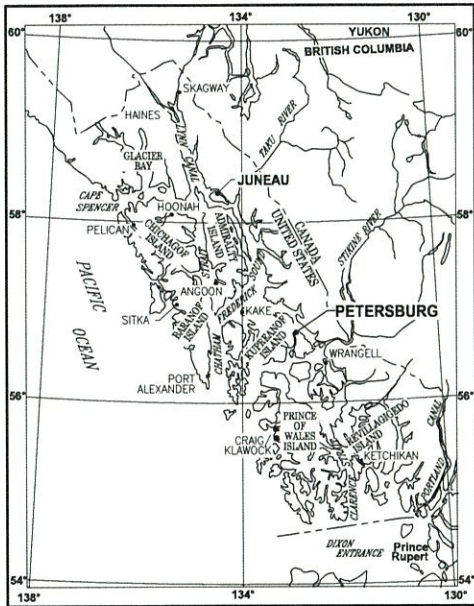 138°
134°
130°
60°
60°
YUKON
BRITISH COLUMBIA
SKAGWAY
HAINES
LYNN CANAL
TAKU RIVER
GLACIER
BAY
JUNEAU
CAPE
SPENCER
58°
58°
HOONAH
PELICAN
CHICHAGOF
ISLAND
ADMIRALTY
ISLAND
CANADA
UNITED STATES
STIKINE RIVER
PACIFIC
OCEAN
ANGOON
SITKA
BARANOF
ISLAND
CHATHAM
FREDERICK SOUND
KAKE
KUPREANOF
ISLAND
PETERSBURG
WRANGELL
PORT
ALEXANDER
56°
56°
PRINCE
OF
WALES
ISLAND
CRAIG
KLAWOCK
REVILLAGIGEDO
ISLAND
KETCHIKAN
CLARENCE
PORTLAND
CANAL
DIXON
ENTRANCE
Prince
Rupert
54°
54°
138°
134°
130°